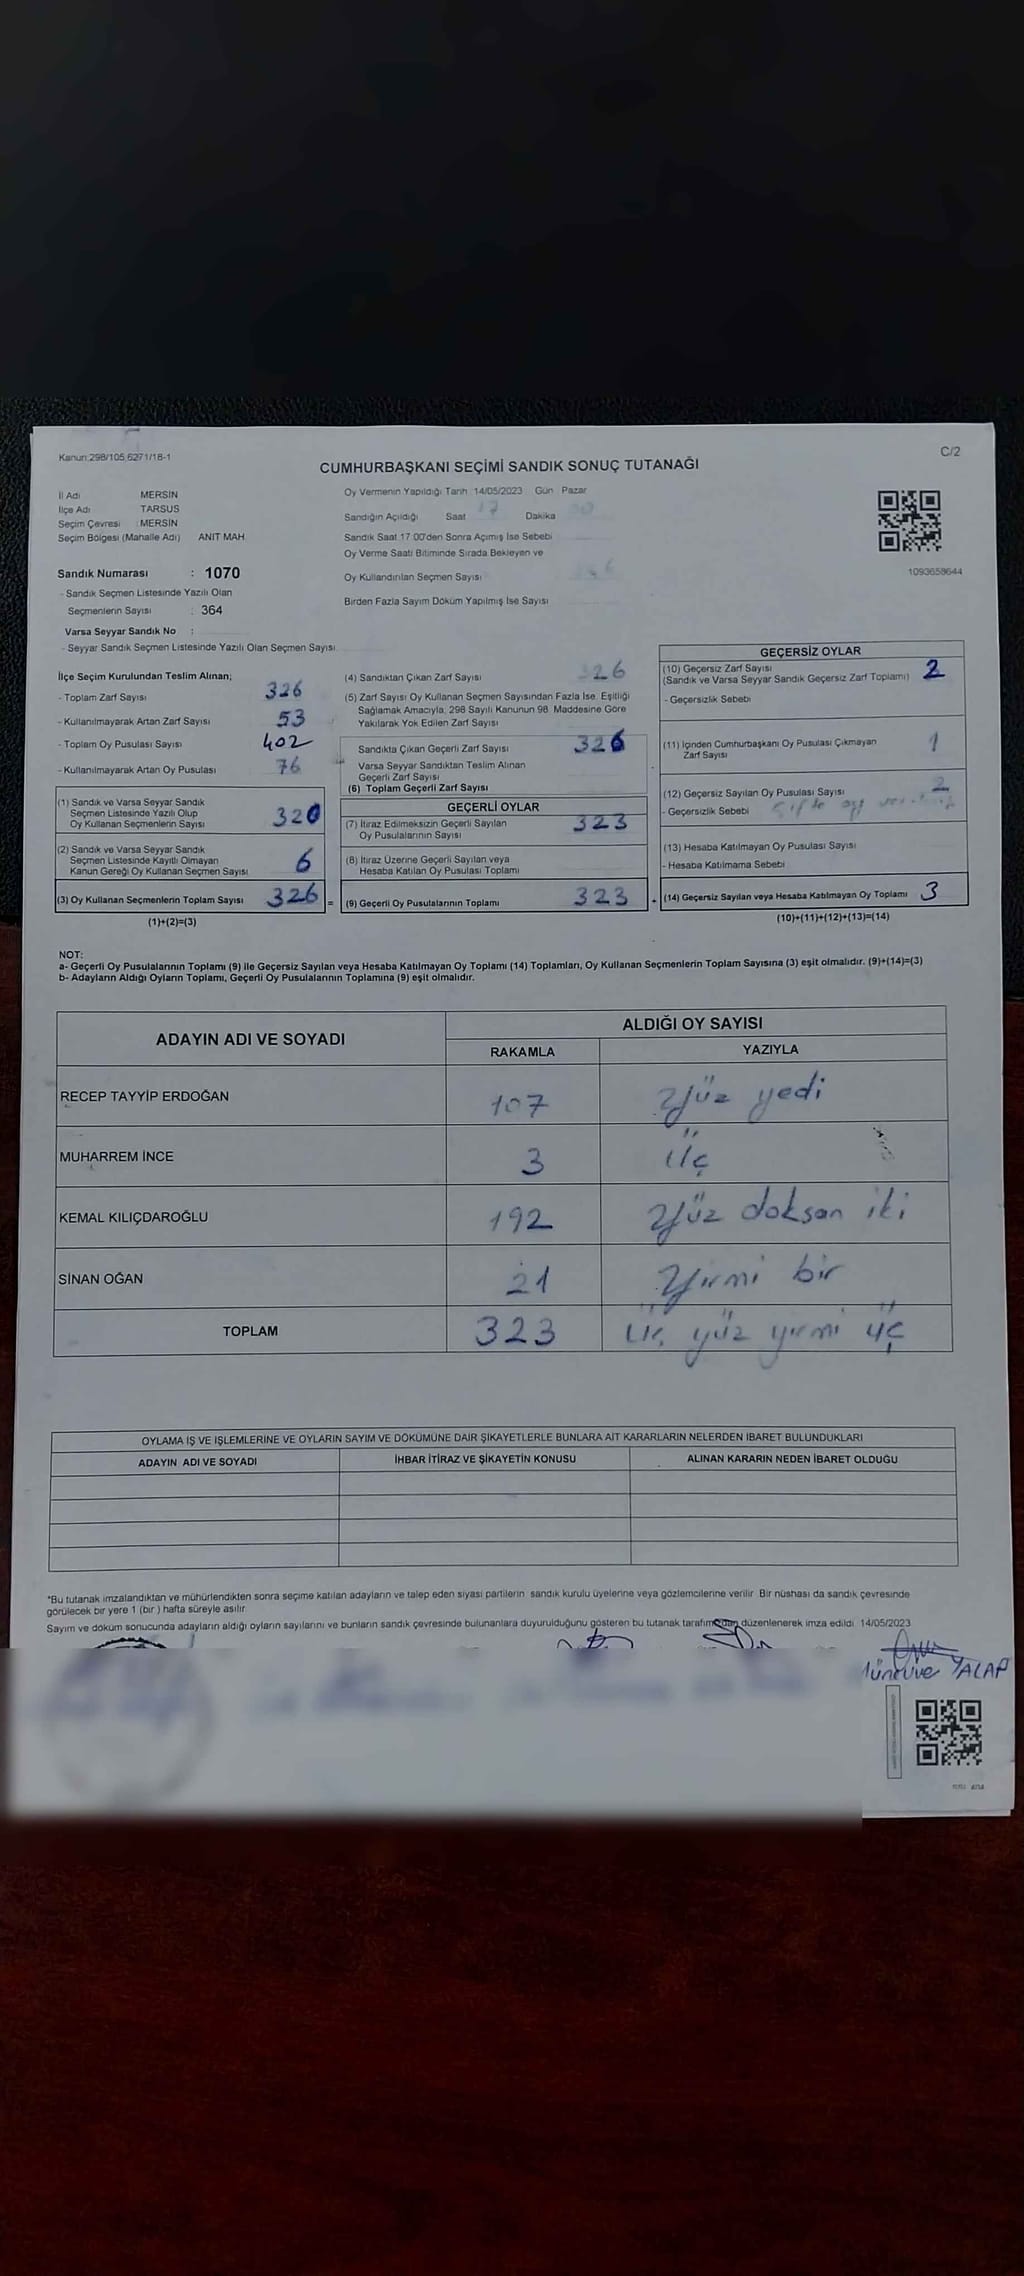 Kanun:298/105,6271/18-1
C/2
CUMHURBAŞKANI SEÇİMİ SANDIK SONUÇ TUTANAĞI
İl Adı MERSİN
İlçe Adı TARSUS
Seçim Çevresi : MERSİN
Seçim Bölgesi (Mahalle Adı) ANIT MAH
Sandık Numarası : 1070
- Sandık Seçmen Listesinde Yazılı Olan
Seçmenlerin Sayısı : 364
Varsa Seyyar Sandık No :
- Seyyar Sandık Seçmen Listesinde Yazılı Olan Seçmen Sayısı
Oy Vermenin Yapıldığı Tarih 14/05/2023 Gün Pazar
Sandığın Açıldığı Saat 17 Dakika
Sandık Saat 17 00'den Sonra Açımış İse Sebebi
Oy Verme Saati Bitiminde Sırada Bekleyen ve
Oy Kullandırılan Seçmen Sayısı
Birden Fazla Sayım Döküm Yapılmış İse Sayısı
1093658644
İlçe Seçim Kurulundan Teslim Alınan;
- Toplam Zarf Sayısı 326
- Kullanılmayarak Artan Zarf Sayısı 53
- Toplam Oy Pusulası Sayısı 402
- Kullanılmayarak Artan Oy Pusulası 76
(1) Sandık ve Varsa Seyyar Sandık
Seçmen Listesinde Yazılı Olup
Oy Kullanan Seçmenlerin Sayısı 320
(2) Sandık ve Varsa Seyyar Sandık
Seçmen Listesinde Kayıtlı Olmayan
Kanun Gereği Oy Kullanan Seçmen Sayısı 6
(3) Oy Kullanan Seçmenlerin Toplam Sayısı 326 =
(1)+(2)=(3)
(4) Sandıktan Çıkan Zarf Sayısı 326
(5) Zarf Sayısı Oy Kullanan Seçmen Sayısından Fazla İse, Eşitliği
Sağlamak Amacıyla; 298 Sayılı Kanunun 98. Maddesine Göre
Yakılarak Yok Edilen Zarf Sayısı
Sandıkta Çıkan Geçerli Zarf Sayısı 326
Varsa Seyyar Sandıktan Teslim Alınan
Geçerli Zarf Sayısı
(6) Toplam Geçerli Zarf Sayısı
GEÇERLİ OYLAR
(7) İtiraz Edilmeksizin Geçerli Sayılan
Oy Pusulalarının Sayısı 323
(8) İtiraz Üzerine Geçerli Sayılan veya
Hesaba Katılan Oy Pusulası Toplamı
(9) Geçerli Oy Pusulalarının Toplamı 323 +
GEÇERSİZ OYLAR
(10) Geçersiz Zarf Sayısı
(Sandık ve Varsa Seyyar Sandık Geçersiz Zarf Toplamı) 2
- Geçersizlik Sebebi
(11) İçinden Cumhurbaşkanı Oy Pusulası Çıkmayan
Zarf Sayısı 1
(12) Geçersiz Sayılan Oy Pusulası Sayısı 2
- Geçersizlik Sebebi Çifte oy
(13) Hesaba Katılmayan Oy Pusulası Sayısı
- Hesaba Katılmama Sebebi
(14) Geçersiz Sayılan veya Hesaba Katılmayan Oy Toplamı 3
(10)+(11)+(12)+(13)=(14)
NOT:
a- Geçerli Oy Pusulalarının Toplamı (9) ile Geçersiz Sayılan veya Hesaba Katılmayan Oy Toplamı (14) Toplamları, Oy Kullanan Seçmenlerin Toplam Sayısına (3) eşit olmalıdır. (9)+(14)=(3)
b- Adayların Aldığı Oyların Toplamı, Geçerli Oy Pusulalarının Toplamına (9) eşit olmalıdır.
ADAYIN ADI VE SOYADI
ALDIĞI OY SAYISI
RAKAMLA YAZIYLA
RECEP TAYYİP ERDOĞAN 107 Yüz yedi
MUHARREM İNCE 3 Üç
KEMAL KILIÇDAROĞLU 192 Yüz doksan iki
SİNAN OĞAN 21 Yirmi bir
TOPLAM 323 Üç yüz yirmi üç
OYLAMA İŞ VE İŞLEMLERİNE VE OYLARIN SAYIM VE DÖKÜMÜNE DAİR ŞİKAYETLERLE BUNLARA AİT KARARLARIN NELERDEN İBARET BULUNDUKLARI
ADAYIN ADI VE SOYADI İHBAR İTİRAZ VE ŞİKAYETİN KONUSU ALINAN KARARIN NEDEN İBARET OLDUĞU
*Bu tutanak imzalandıktan ve mühürlendikten sonra seçime katılan adayların ve talep eden siyasi partilerin sandık kurulu üyelerine veya gözlemcilerine verilir. Bir nüshası da sandık çevresinde
görülecek bir yere 1 (bir) hafta süreyle asılır.
Sayım ve döküm sonucunda adayların aldığı oyların sayılarını ve bunların sandık çevresinde bulunanlara duyurulduğunu gösteren bu tutanak tarafımızdan düzenlenerek imza edildi. 14/05/2023
YALAP